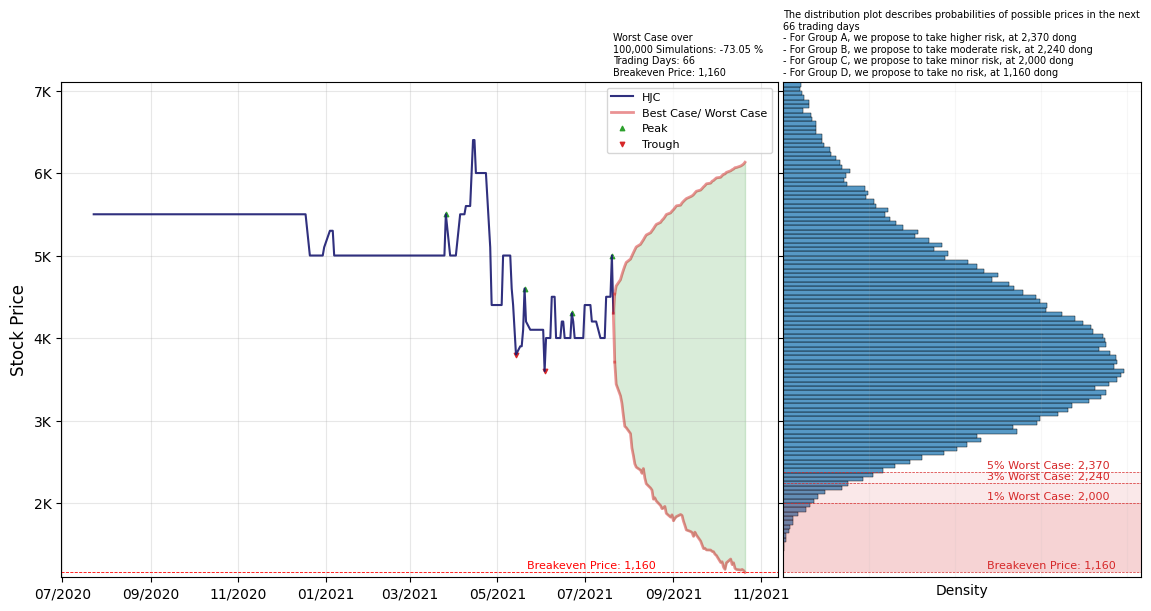 The distribution plot describes probabilities of possible prices in the next
66 trading days
- For Group A, we propose to take higher risk, at 2,370 dong
- For Group B, we propose to take moderate risk, at 2,240 dong
- For Group C, we propose to take minor risk, at 2,000 dong
- For Group D, we propose to take no risk, at 1,160 dong
Worst Case over
100,000 Simulations: -73.05 %
Trading Days: 66
Breakeven Price: 1,160
HJC
Best Case/ Worst Case
Peak
Trough
Stock Price
7K
6K
5K
4K
3K
2K
Breakeven Price: 1,160
07/2020
09/2020
11/2020
01/2021
03/2021
05/2021
07/2021
09/2021
11/2021
5% Worst Case: 2,370
3% Worst Case: 2,240
1% Worst Case: 2,000
Breakeven Price: 1,160
Density